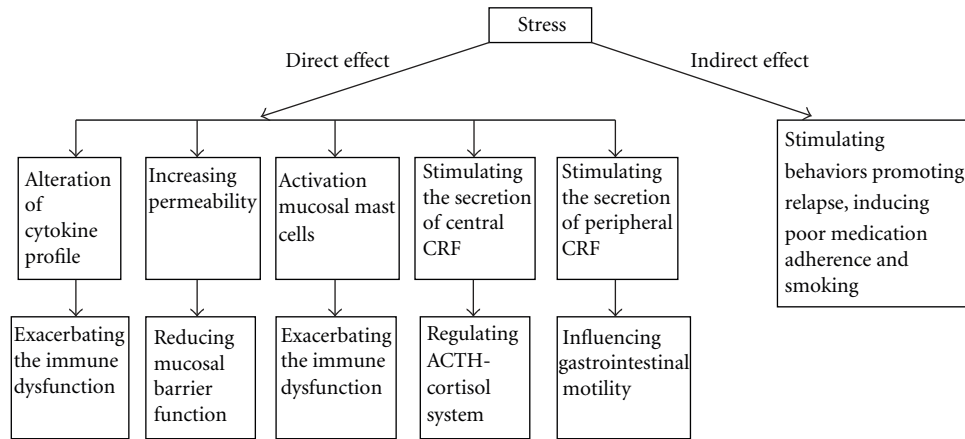 Stress
Direct effect
Indirect effect
Alteration
of
cytokine
profile
Increasing
permeability
Activation
mucosal mast
cells
Stimulating
the secretion
of central
CRF
Stimulating
the secretion
of peripheral
CRF
Stimulating
behaviors promoting
relapse, inducing
poor medication
adherence and
smoking
Exacerbating
the immune
dysfunction
Reducing
mucosal
barrier
function
Exacerbating
the immune
dysfunction
Regulating
ACTH-
cortisol
system
Influencing
gastrointestinal
motility